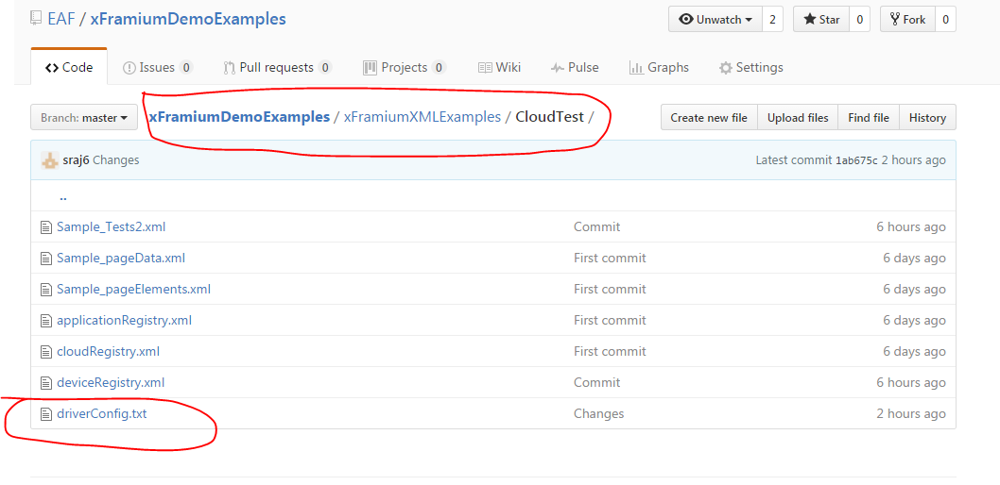 EAF / xFramiumDemoExamples
Unwatch 2 Star 0 Fork 0
Code Issues 0 Pull requests 0 Projects 0 Wiki Pulse Graphs Settings
Branch: master xFramiumDemoExamples / xFramiumXMLExamples / CloudTest / Create new file Upload files Find file History
sraj6 Changes Latest commit 1ab675c 2 hours ago
..
Sample_Tests2.xml Commit 6 hours ago
Sample_pageData.xml First commit 6 days ago
Sample_pageElements.xml First commit 6 days ago
applicationRegistry.xml First commit 6 days ago
cloudRegistry.xml First commit 6 days ago
deviceRegistry.xml Commit 6 hours ago
driverConfig.txt Changes 2 hours ago